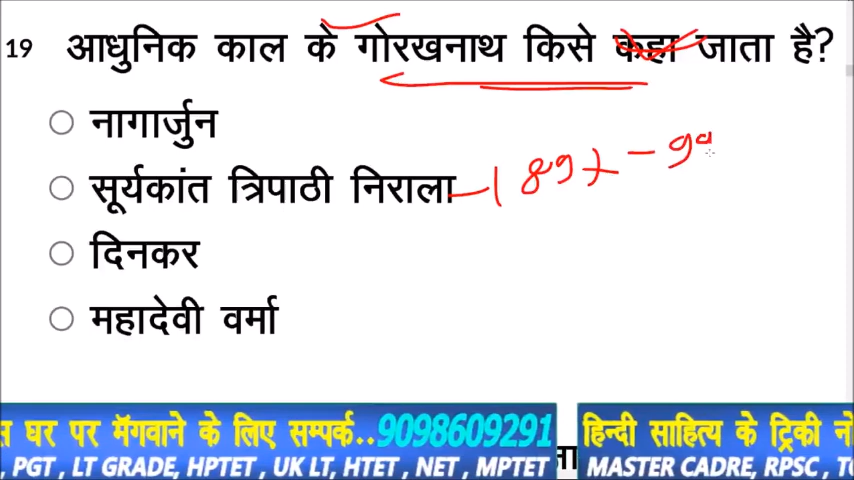 19 आधुनिक काल के गोरखनाथ किसे कहा जाता है?
नागार्जुन
सूर्यकांत त्रिपाठी निराला – 1897 –
दिनकर
महादेवी वर्मा
स घर पर मॅगवाने के लिए सम्पर्क..9098609291 हिन्दी साहित्य के ट्रिकी नो
, PGT , LT GRADE, HPTET , UK LT, HTET , NET , MPTET MASTER CADRE, RPSC ,